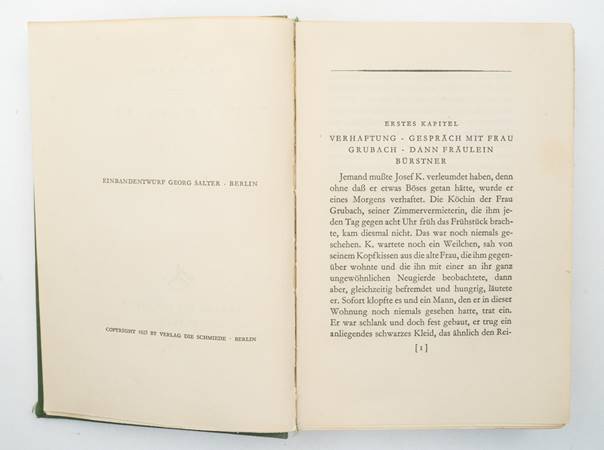 EINBANDENTWURF GEORG SALTER · BERLIN
COPYRIGHT 1925 BY VERLAG DIE SCHMIEDE · BERLIN
ERSTES KAPITEL
VERHAFTUNG · GESPRÄCH MIT FRAU
GRUBACH · DANN FRÄULEIN
BÜRSTNER
Jemand mußte Josef K. verleumdet haben, denn
ohne daß er etwas Böses getan hätte, wurde er
eines Morgens verhaftet. Die Köchin der Frau
Grubach, seiner Zimmervermieterin, die ihm je-
den Tag gegen acht Uhr früh das Frühstück brach-
te, kam diesmal nicht. Das war noch niemals ge-
schehen. K. wartete noch ein Weilchen, sah von
seinem Kopfkissen aus die alte Frau, die ihm gegen-
über wohnte und die ihn mit einer an ihr ganz
ungewöhnlichen Neugierde beobachtete, dann
aber, gleichzeitig befremdet und hungrig, läutete
er. Sofort klopfte es und ein Mann, den er in dieser
Wohnung noch niemals gesehen hatte, trat ein.
Er war schlank und doch fest gebaut, er trug ein
anliegendes schwarzes Kleid, das ähnlich den Rei-
[1]